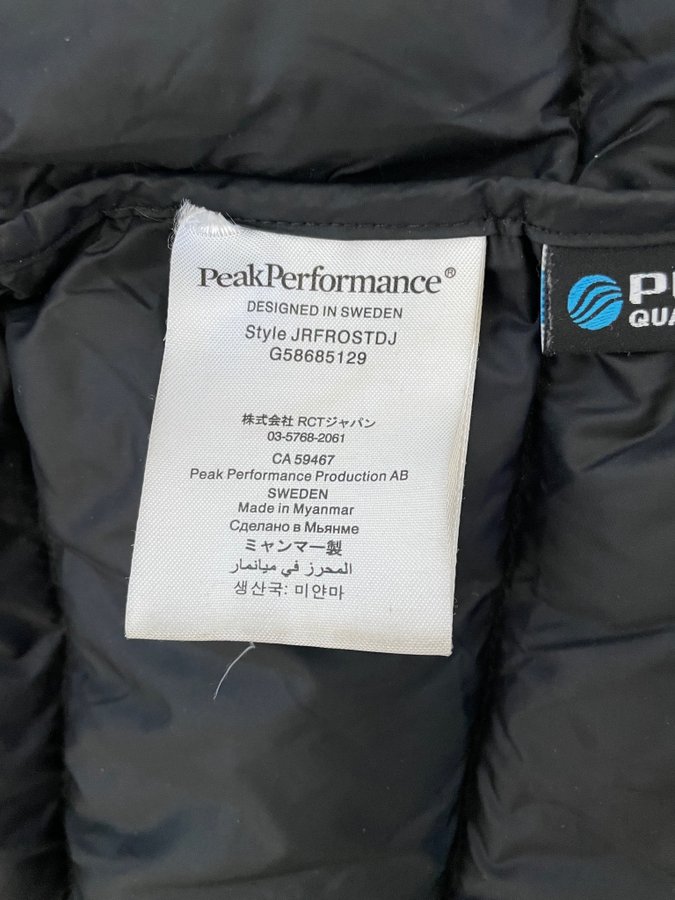 PeakPerformance®
DESIGNED IN SWEDEN
Style JRFROSTDJ
G58685129
株式会社 RCTジャパン
03-5768-2061
CA 59467
Peak Performance Production AB
SWEDEN
Made in Myanmar
Сделано в Мьянме
ミャンマー製
المحرز في ميانمار
생산국: 미얀마